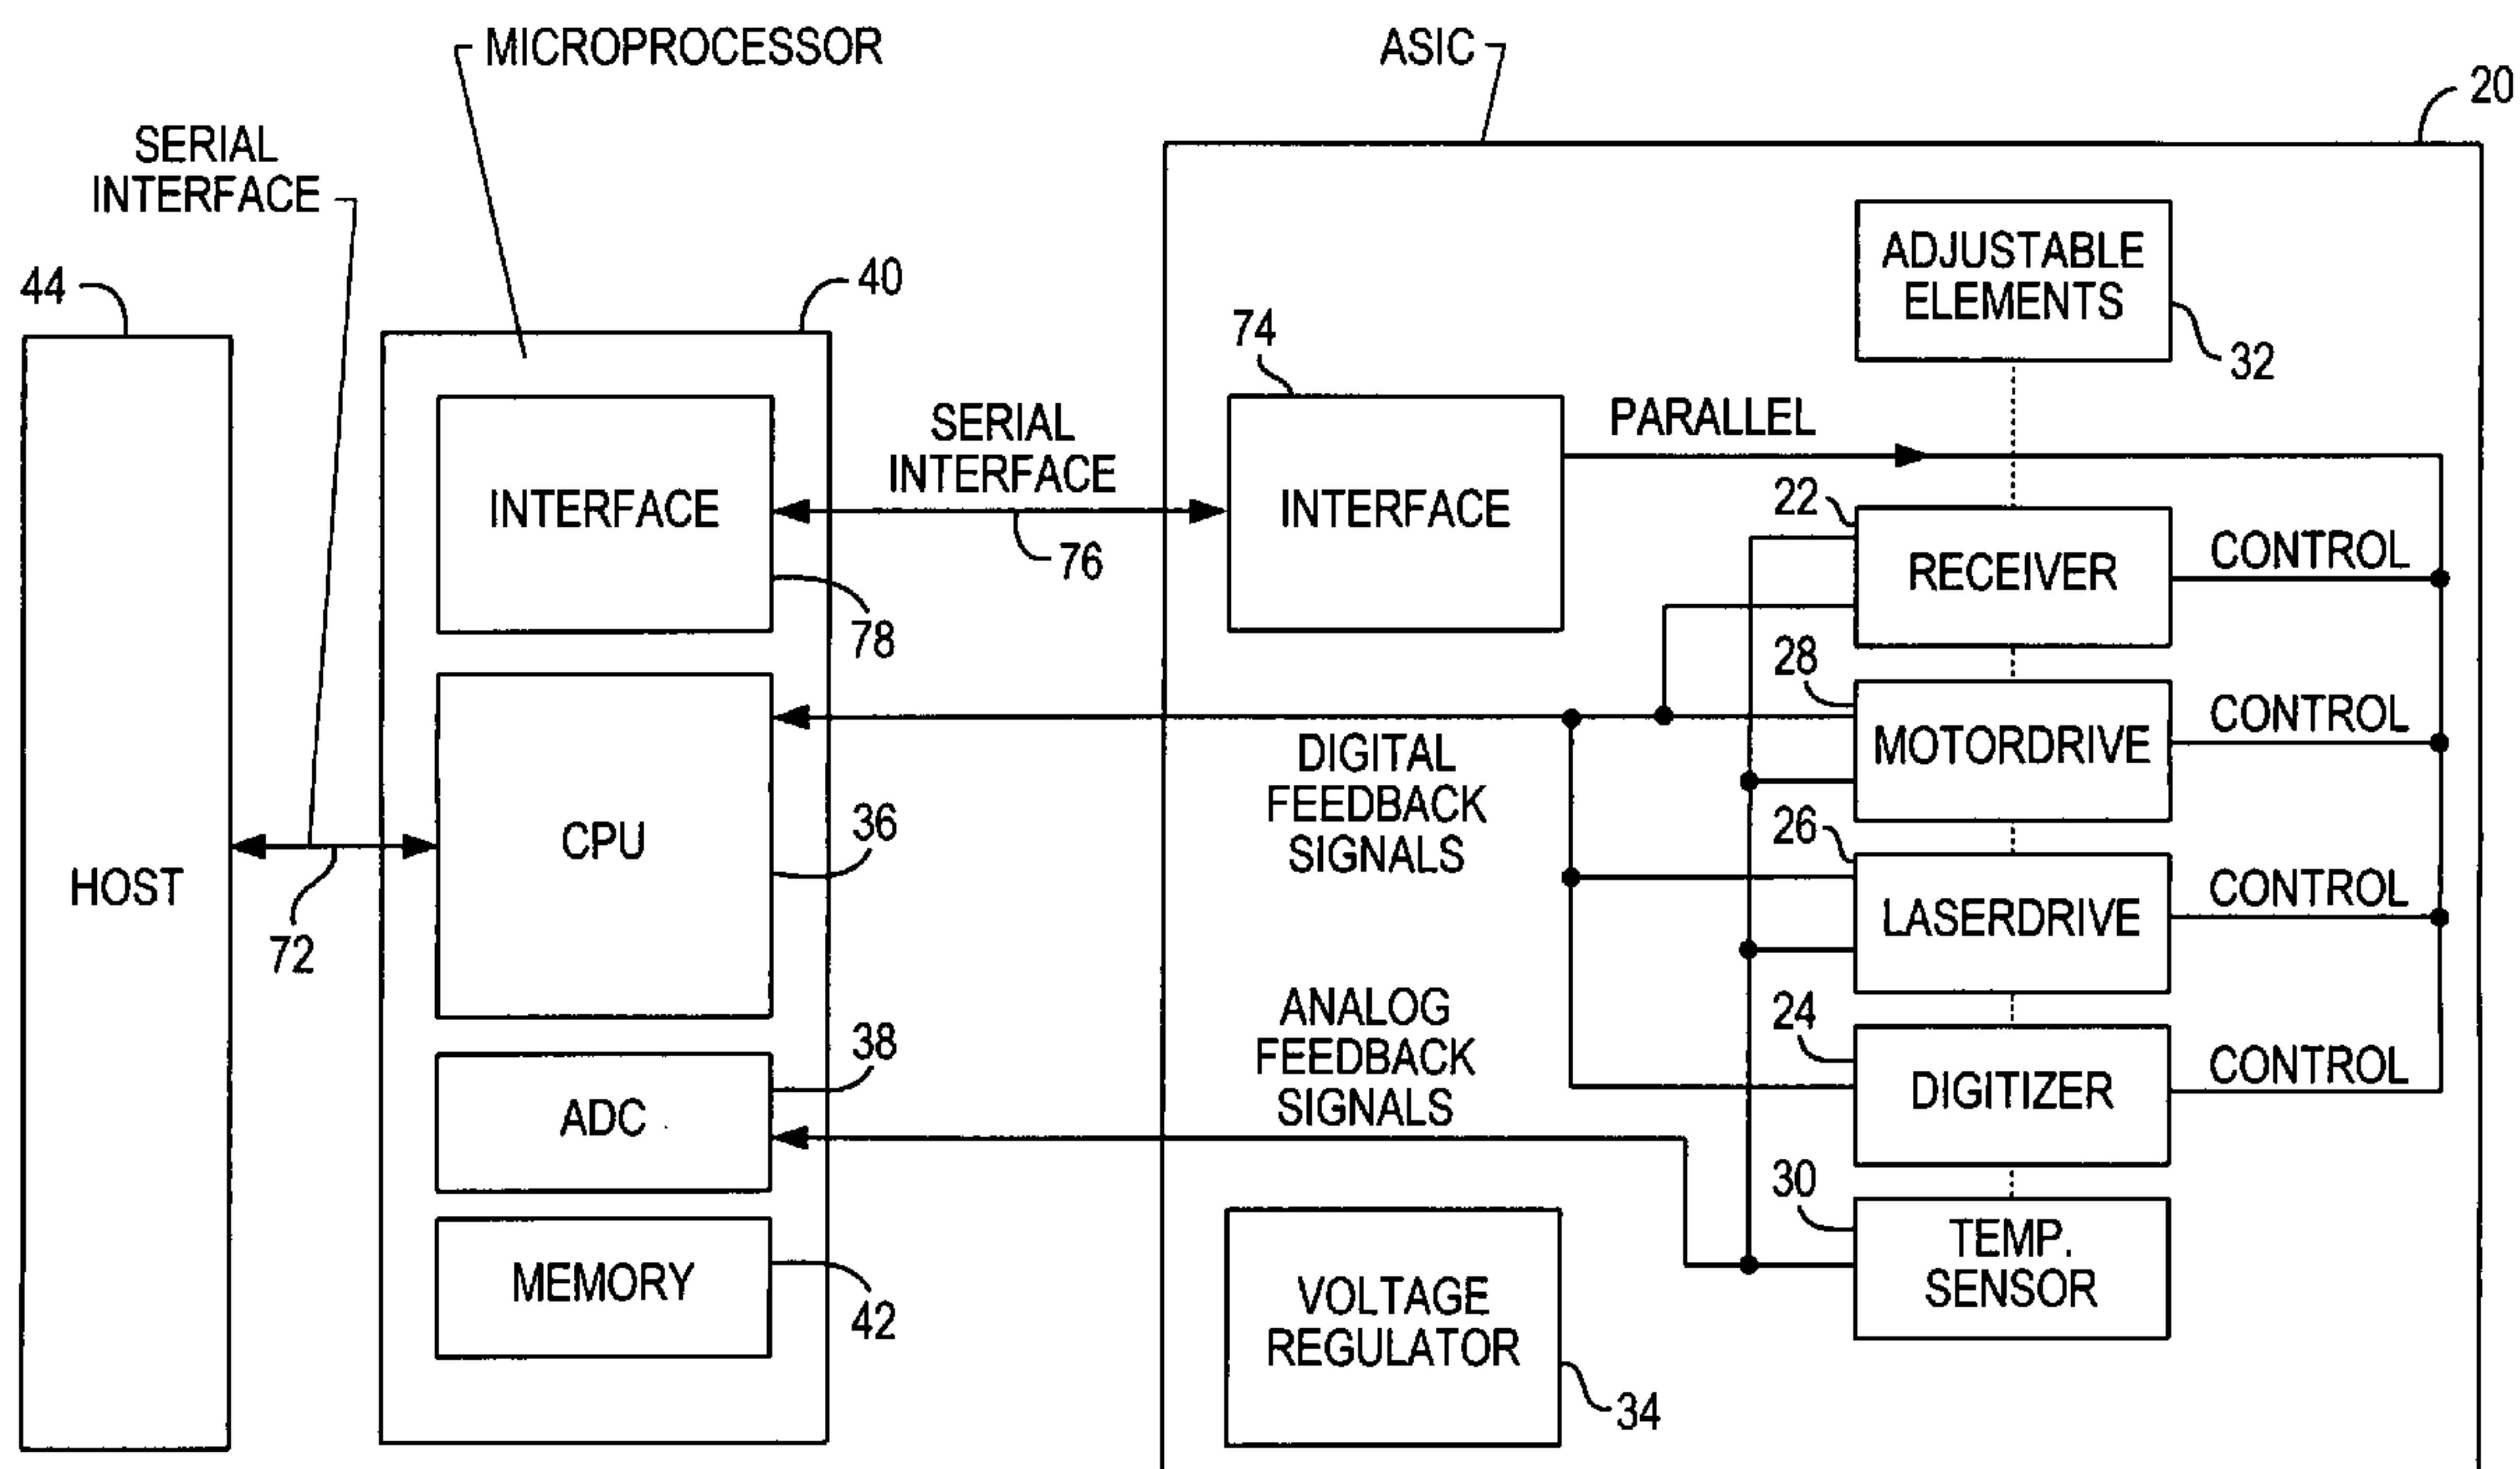 MICROPROCESSOR
ASIC
20
SERIAL
INTERFACE
44
40
HOST
72
INTERFACE
78
CPU
36
ADC
38
MEMORY
42
SERIAL
INTERFACE
76
74
INTERFACE
PARALLEL
ADJUSTABLE
ELEMENTS
32
22
RECEIVER
CONTROL
28
MOTORDRIVE
CONTROL
DIGITAL
FEEDBACK
SIGNALS
26
LASERDRIVE
CONTROL
ANALOG
FEEDBACK
SIGNALS
24
DIGITIZER
CONTROL
30
TEMP.
SENSOR
VOLTAGE
REGULATOR
34